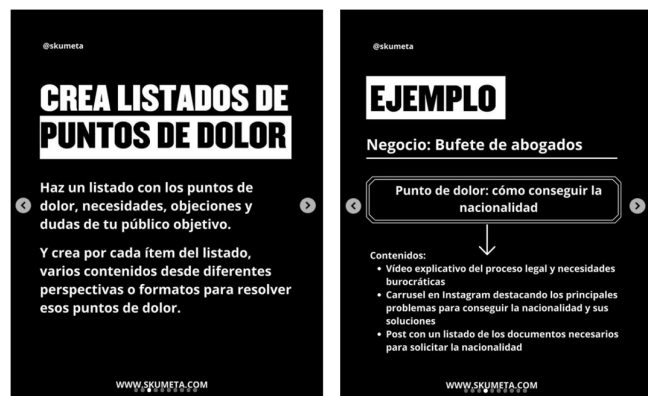 @skumeta
CREA LISTADOS DE
PUNTOS DE DOLOR
Haz un listado con los puntos de
dolor, necesidades, objeciones y
dudas de tu público objetivo.
Y crea por cada ítem del listado,
varios contenidos desde diferentes
perspectivas o formatos para resolver
esos puntos de dolor.
WWW.SKUMETA.COM
@skumeta
EJEMPLO
Negocio: Bufete de abogados
Punto de dolor: cómo conseguir la
nacionalidad
Contenidos:
• Vídeo explicativo del proceso legal y necesidades
burocráticas
• Carrusel en Instagram destacando los principales
problemas para conseguir la nacionalidad y sus
soluciones
• Post con un listado de los documentos necesarios
para solicitar la nacionalidad
WWW.SKUMETA.COM